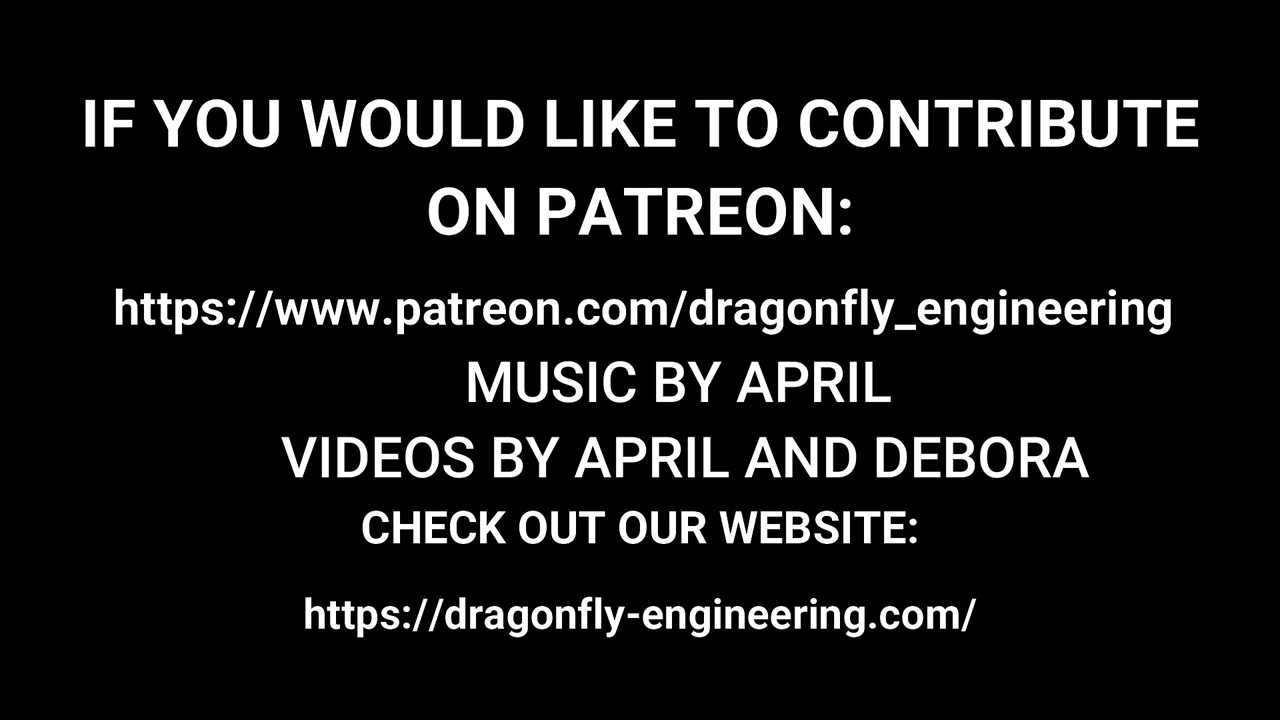 IF YOU WOULD LIKE TO CONTRIBUTE
ON PATREON:
https://www.patreon.com/dragonfly_engineering
MUSIC BY APRIL
VIDEOS BY APRIL AND DEBORA
CHECK OUT OUR WEBSITE:
https://dragonfly-engineering.com/